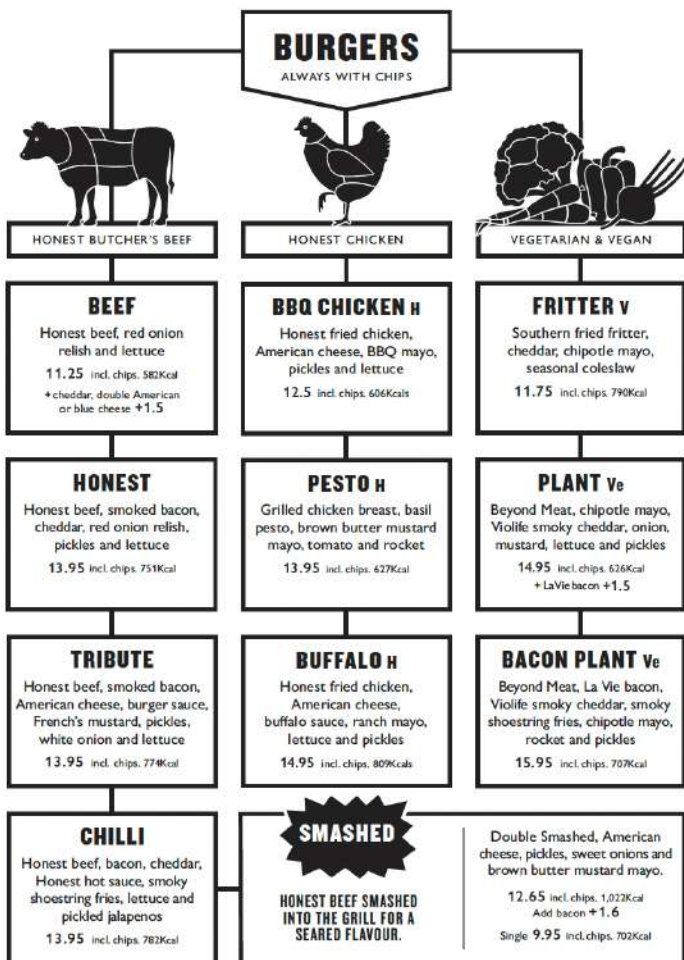 BURGERS
ALWAYS WITH CHIPS
HONEST BUTCHER'S BEEF
BEEF
Honest beef, red onion
relish and lettuce
11.25 incl. chips. 582Kcal
+ cheddar, double American
or blue cheese +1.5
HONEST
Honest beef, smoked bacon,
cheddar, red onion relish,
pickles and lettuce
13.95 incl. chips. 751Kcal
TRIBUTE
Honest beef, smoked bacon,
American cheese, burger sauce,
French's mustard, pickles,
white onion and lettuce
13.95 incl. chips. 774Kcal
CHILLI
Honest beef, bacon, cheddar,
Honest hot sauce, smoky
shoestring fries, lettuce and
pickled jalapenos
13.95 incl. chips. 782Kcal
HONEST CHICKEN
BBQ CHICKEN H
Honest fried chicken,
American cheese, BBQ mayo,
pickles and lettuce
12.5 incl. chips. 606Kcals
PESTO H
Grilled chicken breast, basil
pesto, brown butter mustard
mayo, tomato and rocket
13.95 incl. chips. 627Kcal
BUFFALO H
Honest fried chicken,
American cheese,
buffalo sauce, ranch mayo,
lettuce and pickles
14.95 incl. chips. 809Kcals
VEGETARIAN & VEGAN
FRITTER V
Southern fried fritter,
cheddar, chipotle mayo,
seasonal coleslaw
11.75 incl. chips. 790Kcal
PLANT Ve
Beyond Meat, chipotle mayo,
Violife smoky cheddar, onion,
mustard, lettuce and pickles
14.95 incl. chips. 626Kcal
+ LaVie bacon +1.5
BACON PLANT Ve
Beyond Meat, La Vie bacon,
Violife smoky cheddar, smoky
shoestring fries, chipotle mayo,
rocket and pickles
15.95 incl. chips. 707Kcal
SMASHED
HONEST BEEF SMASHED
INTO THE GRILL FOR A
SEARED FLAVOUR.
Double Smashed, American
cheese, pickles, sweet onions and
brown butter mustard mayo.
12.65 incl. chips. 1,022Kcal
Add bacon +1.6
Single 9.95 incl. chips. 702Kcal